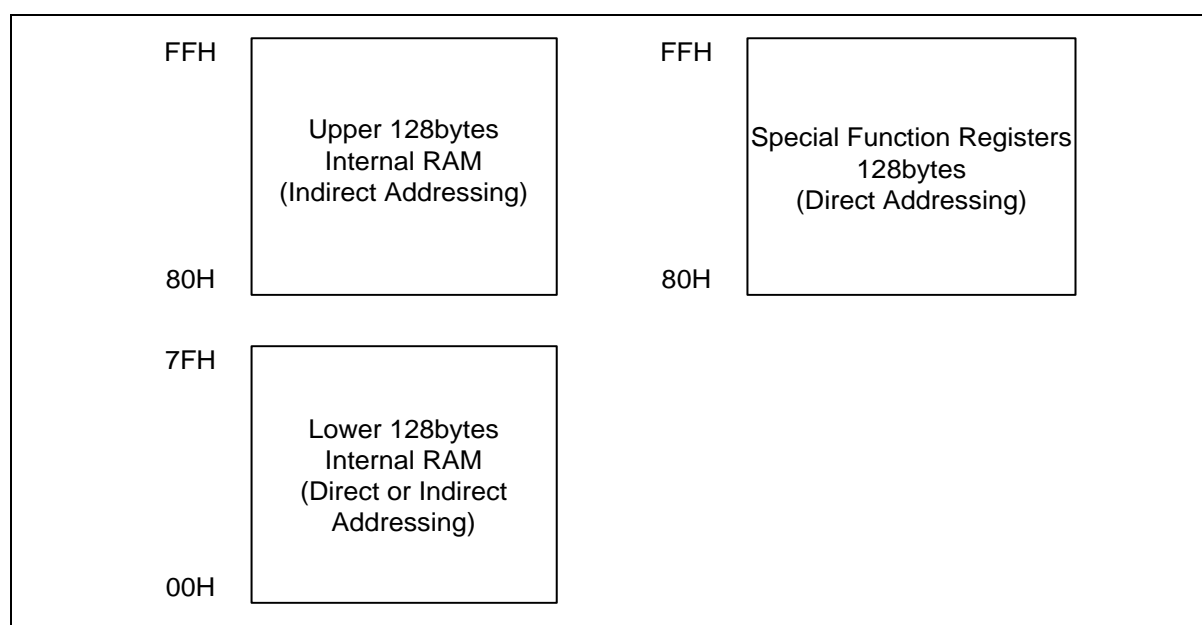 FFH
Upper 128bytes
Internal RAM
(Indirect Addressing)
80H
FFH
Special Function Registers
128bytes
(Direct Addressing)
80H
7FH
Lower 128bytes
Internal RAM
(Direct or Indirect
Addressing)
00H